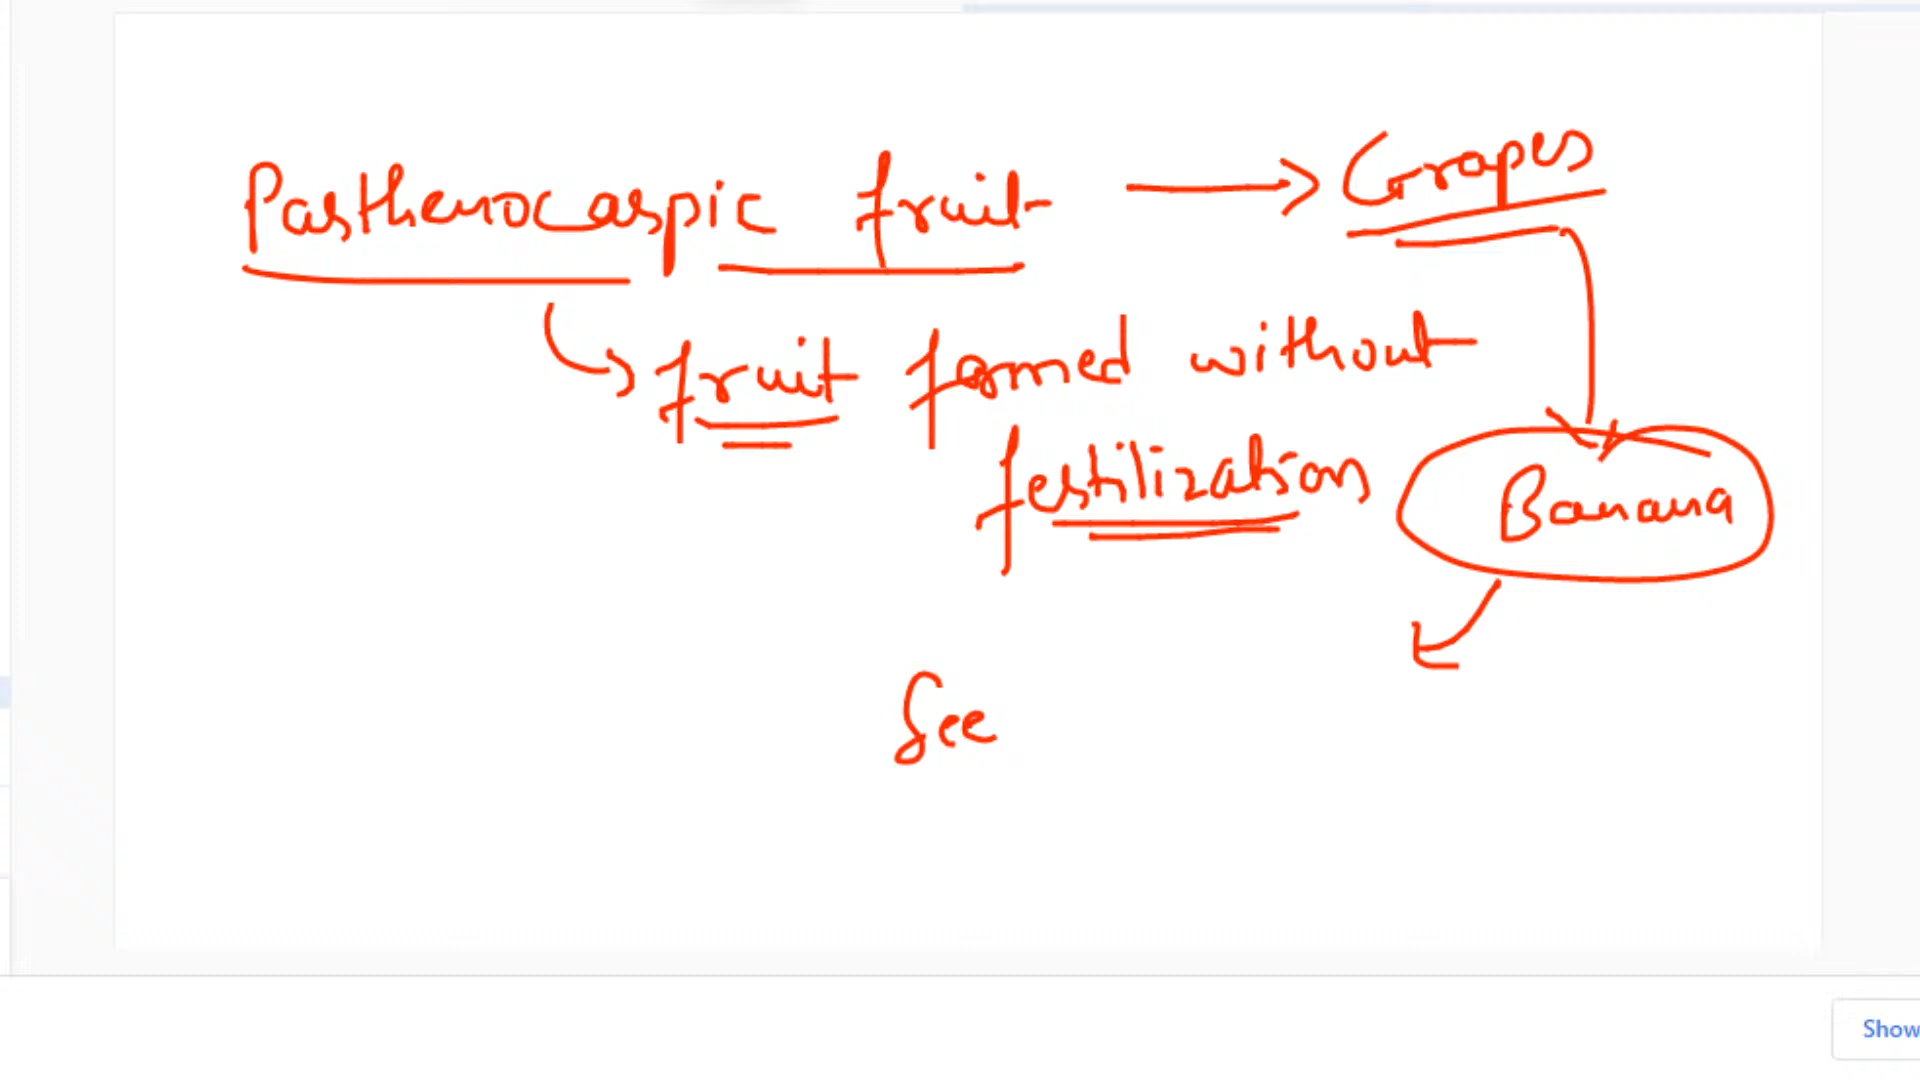 Parthenocarpic fruit → Grapes
↳ fruit formed without
fertilization
Banana
See
Show